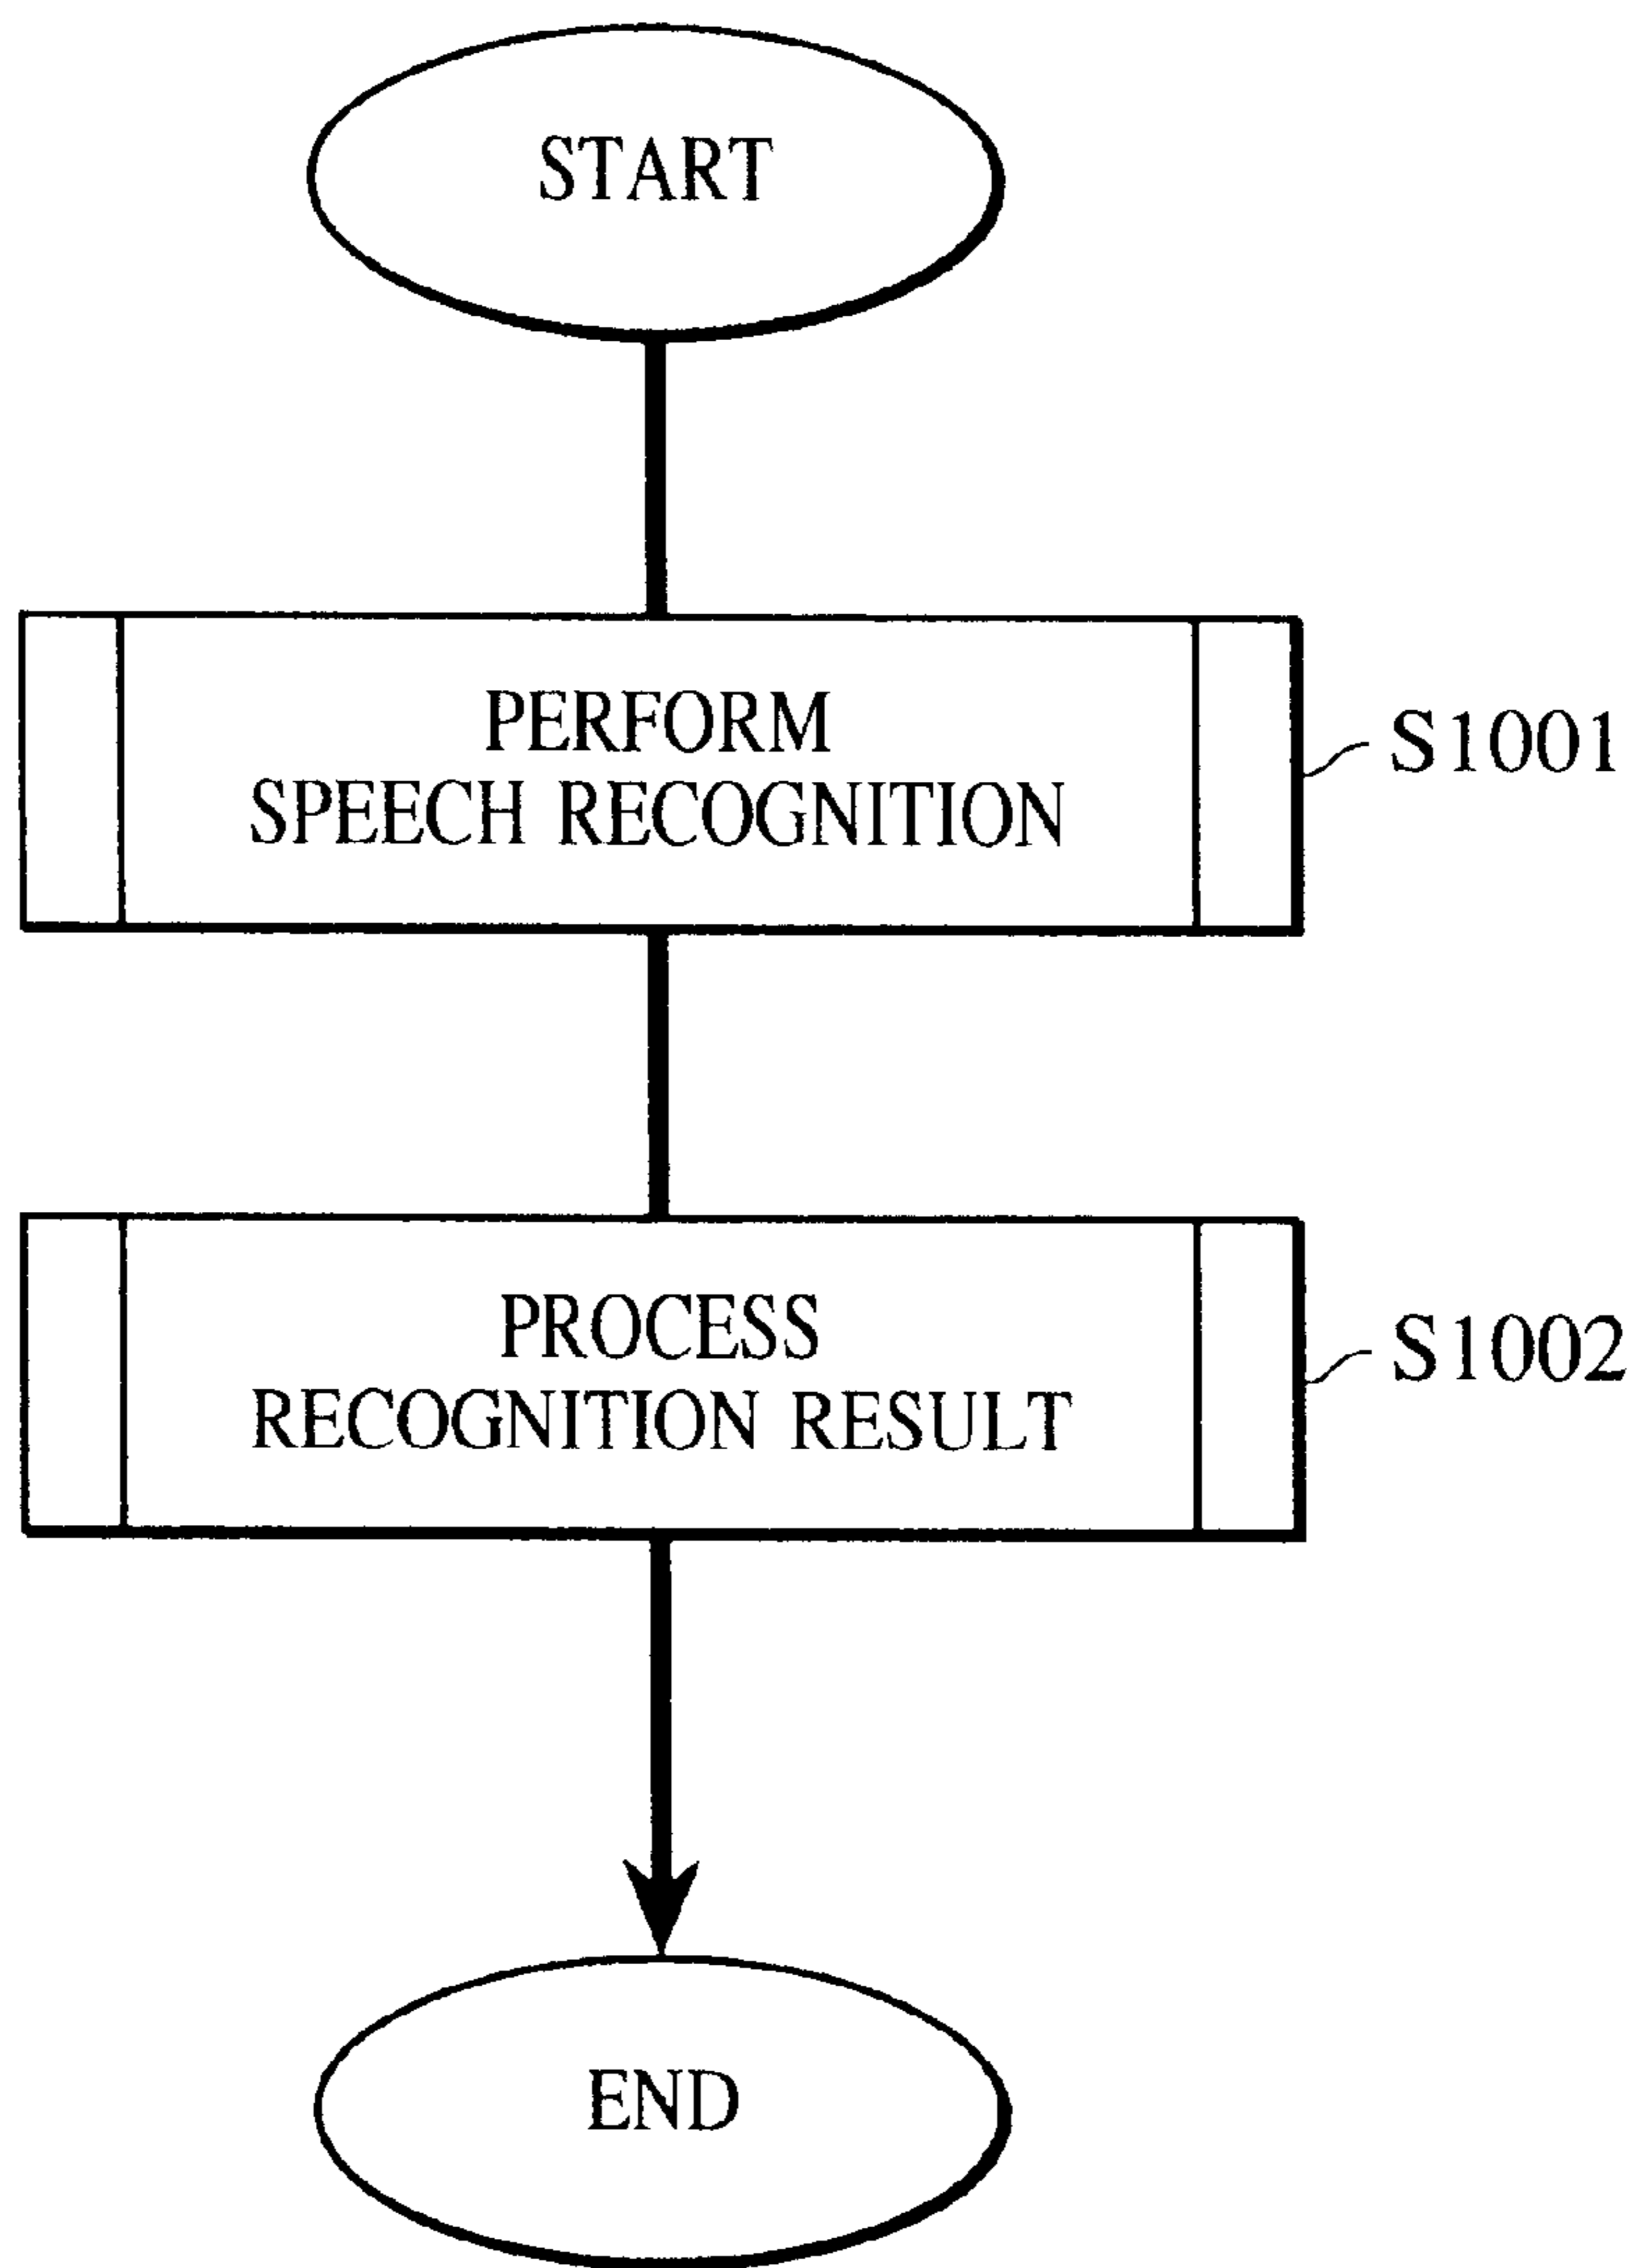 START
PERFORM
SPEECH RECOGNITION
S1001
PROCESS
RECOGNITION RESULT
S1002
END